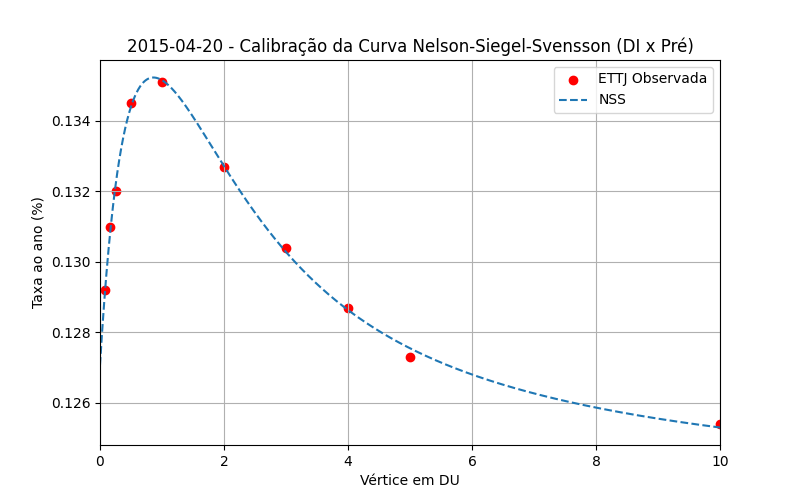 2015-04-20 - Calibração da Curva Nelson-Siegel-Svensson (DI x Pré)
ETTJ Observada
NSS
Taxa ao ano (%)
0.134
0.132
0.130
0.128
0.126
0 2 4 6 8 10
Vértice em DU